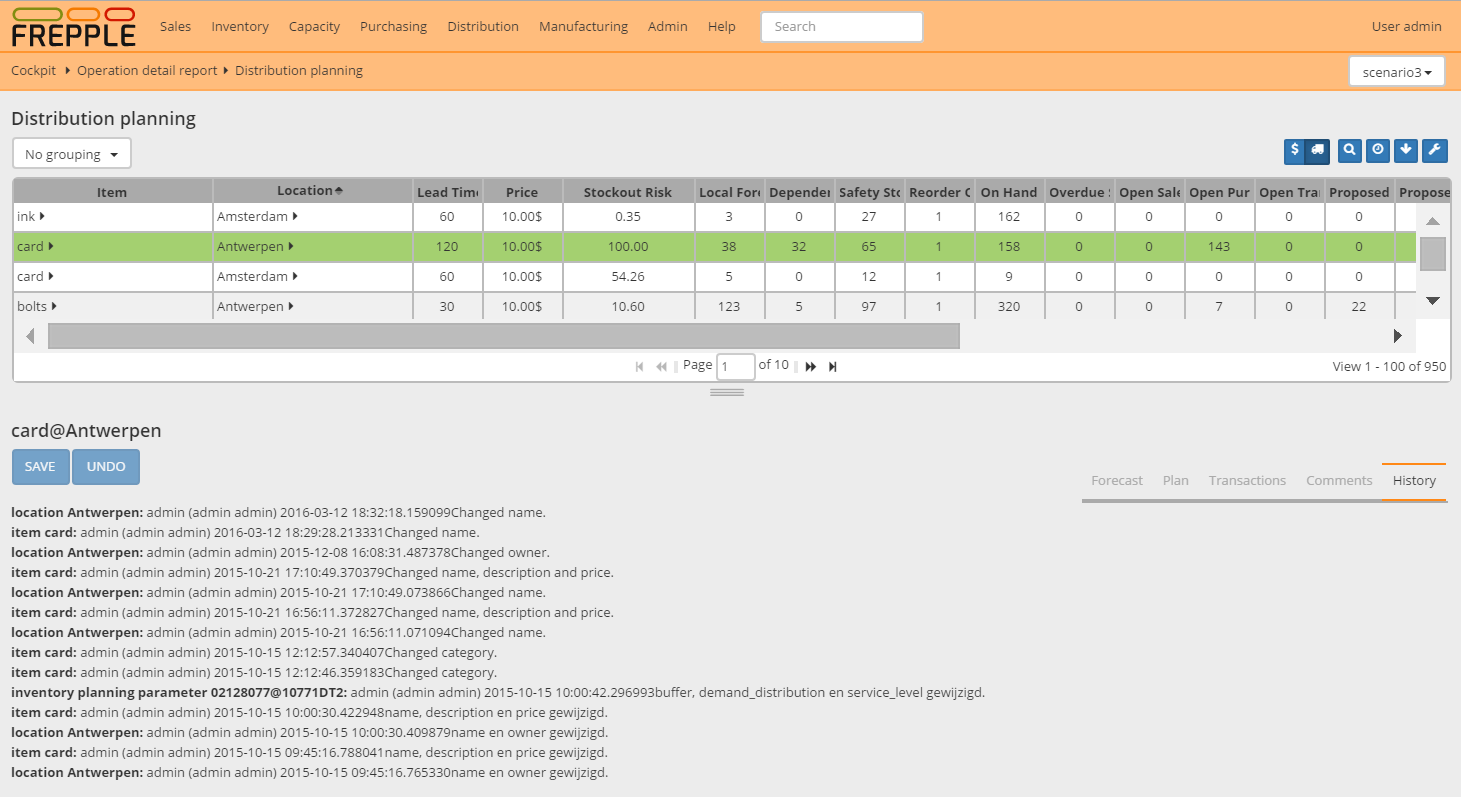 FREPPLE Sales Inventory Capacity Purchasing Distribution Manufacturing Admin Help Search User admin
Cockpit Operation detail report Distribution planning scenario3
Distribution planning
No grouping $
Item Location Lead Tim Price Stockout Risk Local Fore Depender Safety Sto Reorder On Hand Overdue Open Sale Open Pur Open Tra Proposed Propose
ink Amsterdam 60 10.00$ 0.35 3 0 27 1 162 0 0 0 0 0
card Antwerpen 120 10.00$ 100.00 38 32 65 1 158 0 0 143 0 0
card Amsterdam 60 10.00$ 54.26 5 0 12 1 9 0 0 0 0 0
bolts Antwerpen 30 10.00$ 10.60 123 5 97 1 320 0 0 7 0 22
Page 1 of 10 View 1 - 100 of 950
card@Antwerpen
SAVE UNDO
Forecast Plan Transactions Comments History
location Antwerpen: admin (admin admin) 2016-03-12 18:32:18.159099Changed name.
item card: admin (admin admin) 2016-03-12 18:29:28.213331Changed name.
location Antwerpen: admin (admin admin) 2015-12-08 16:08:31.487378Changed owner.
item card: admin (admin admin) 2015-10-21 17:10:49.370379Changed name, description and price.
location Antwerpen: admin (admin admin) 2015-10-21 17:10:49.073866Changed name.
item card: admin (admin admin) 2015-10-21 16:56:11.372827Changed name, description and price.
location Antwerpen: admin (admin admin) 2015-10-21 16:56:11.071094Changed name.
item card: admin (admin admin) 2015-10-15 12:12:57.340407Changed category.
item card: admin (admin admin) 2015-10-15 12:12:46.359183Changed category.
inventory planning parameter 02128077@10771DT2: admin (admin admin) 2015-10-15 10:00:42.296993buffer, demand_distribution en service_level gewijzigd.
item card: admin (admin admin) 2015-10-15 10:00:30.422948name, description en price gewijzigd.
location Antwerpen: admin (admin admin) 2015-10-15 10:00:30.409879name en owner gewijzigd.
item card: admin (admin admin) 2015-10-15 09:45:16.788041name, description en price gewijzigd.
location Antwerpen: admin (admin admin) 2015-10-15 09:45:16.765330name en owner gewijzigd.